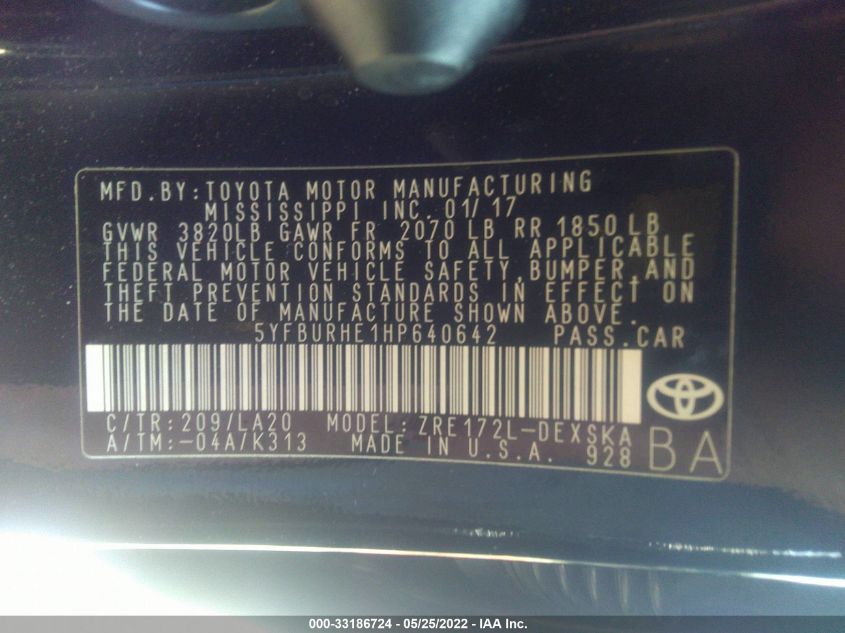 MFD.BY:TOYOTA MOTOR MANUFACTURING
MISSISSIPPI INC. 01/17
GVWR 3820LB GAWR FR 2070 LB RR 1850 LB
THIS VEHICLE CONFORMS TO ALL APPLICABLE
FEDERAL MOTOR VEHICLE SAFETY,BUMPER,AND
THEFT PREVENTION STANDARDS IN EFFECT ON
THE DATE OF MANUFACTURE SHOWN ABOVE.
5YFBURHE1HP640642 PASS.CAR
C/TR:209/LA20 MODEL:ZRE172L-DEXSKA
A/TM:-04A/K313 MADE IN U.S.A. 928 BA
000-33186724 - 05/25/2022 - IAA Inc.